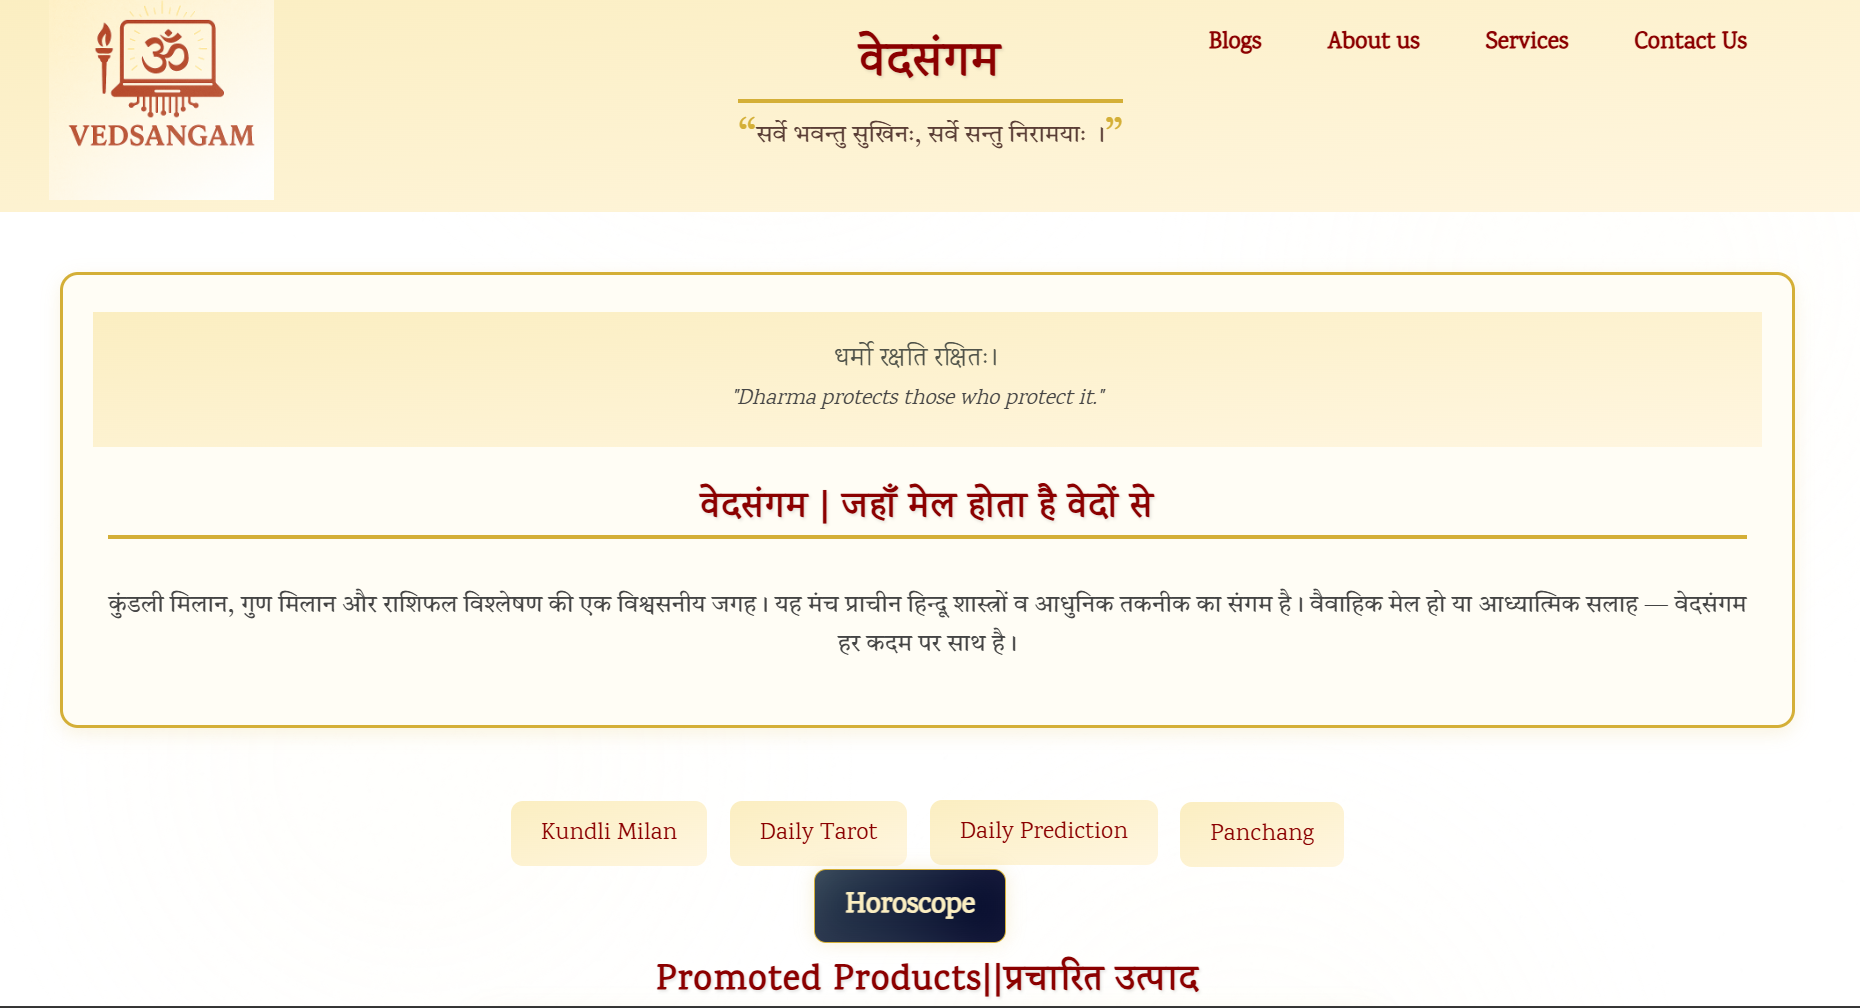 ॐ
VEDSANGAM
वेदसंगम
“सर्वे भवन्तु सुखिनः, सर्वे सन्तु निरामयाः ।”
Blogs About us Services Contact Us
धर्मो रक्षति रक्षितः।
"Dharma protects those who protect it."
वेदसंगम | जहाँ मेल होता है वेदों से
कुंडली मिलान, गुण मिलान और राशिफल विश्लेषण की एक विश्वसनीय जगह। यह मंच प्राचीन हिन्दू शास्त्रों व आधुनिक तकनीक का संगम है। वैवाहिक मेल हो या आध्यात्मिक सलाह — वेदसंगम
हर कदम पर साथ है।
Kundli Milan Daily Tarot Daily Prediction Panchang
Horoscope
Promoted Products||प्रचारित उत्पाद